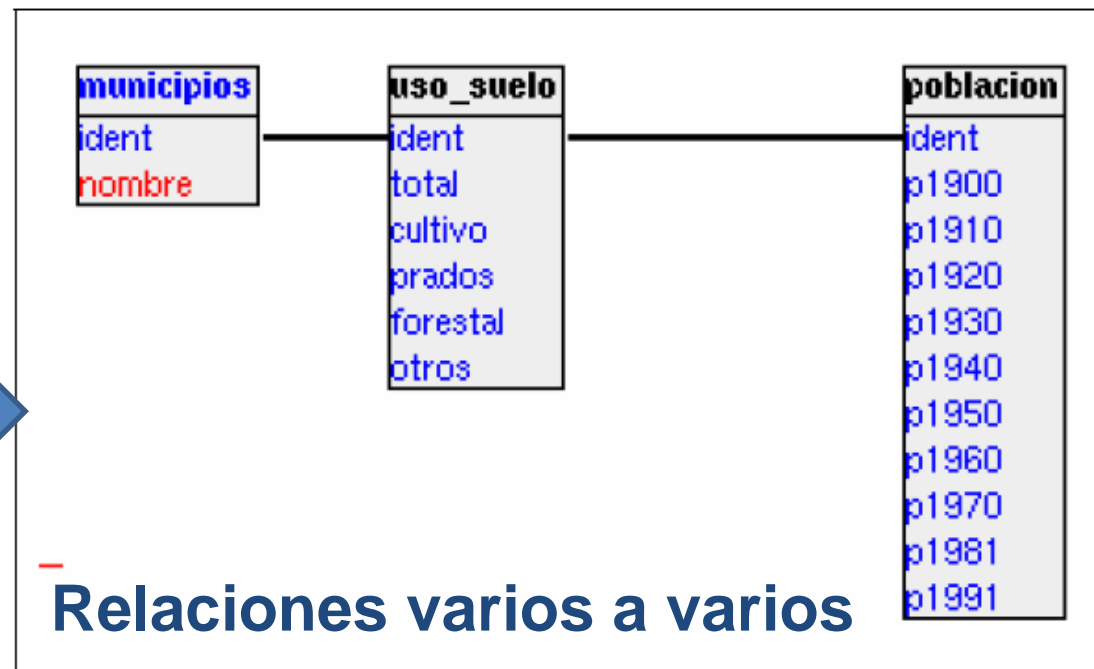 municipios
ident
nombre
uso_suelo
ident
total
cultivo
prados
forestal
otros
poblacion
ident
p1900
p1910
p1920
p1930
p1940
p1950
p1960
p1970
p1981
p1991
Relaciones varios a varios